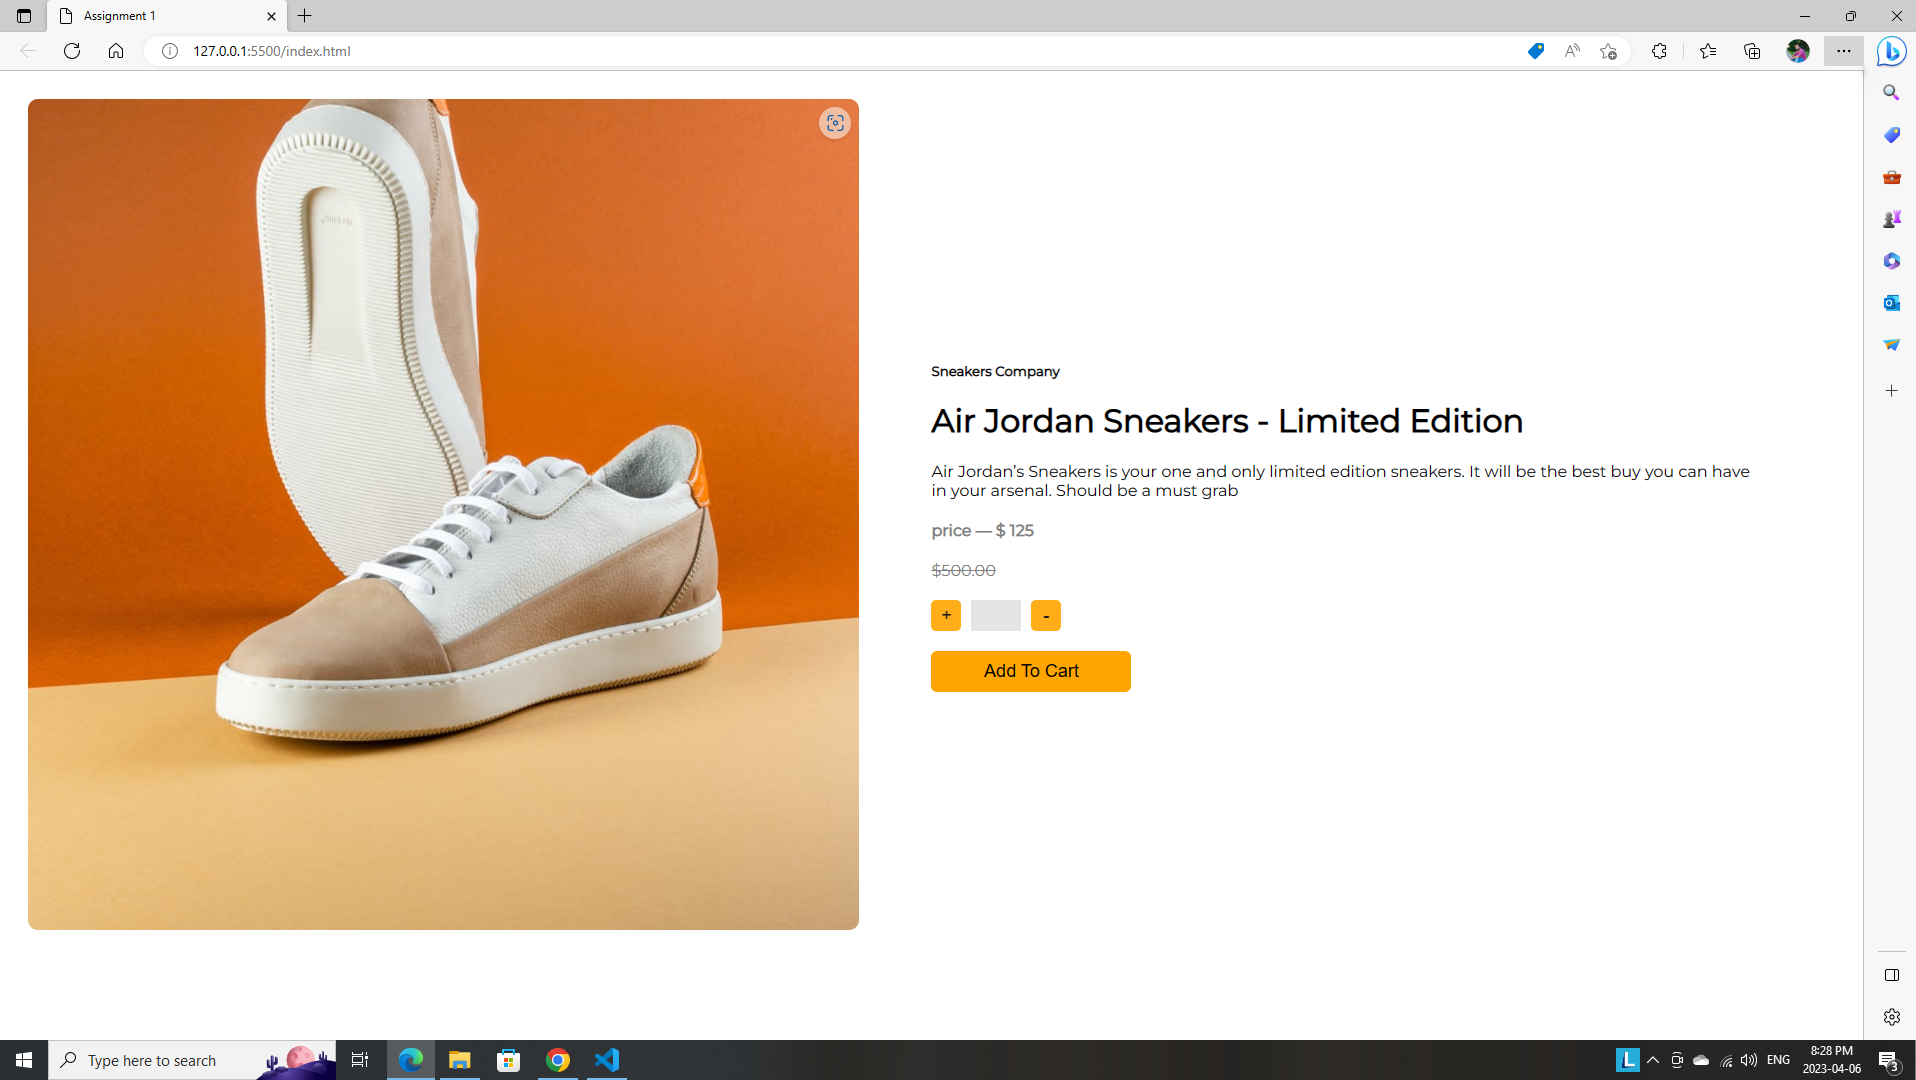 Assignment 1
127.0.0.1:5500/index.html
Sneakers Company
Air Jordan Sneakers - Limited Edition
Air Jordan’s Sneakers is your one and only limited edition sneakers. It will be the best buy you can have
in your arsenal. Should be a must grab
price — $ 125
$500.00
+ -
Add To Cart
Type here to search
L
ENG
8:28 PM
2023-04-06
3